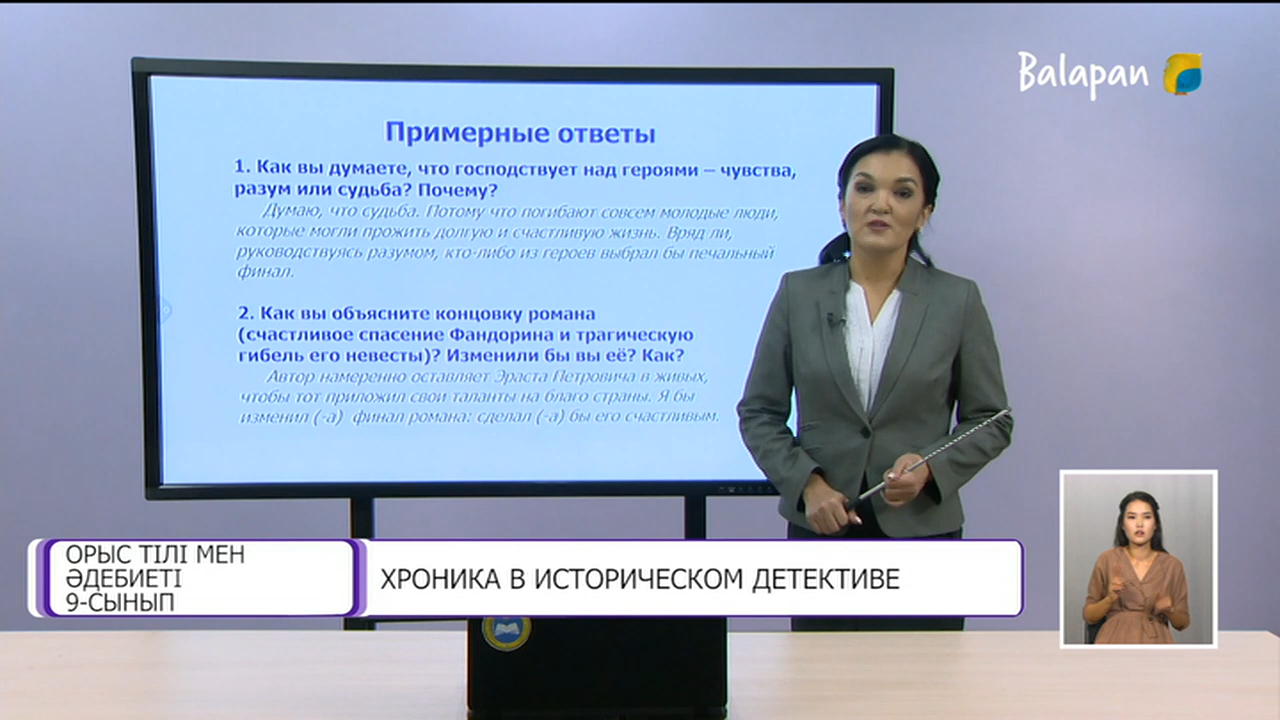 Balapan
Примерные ответы
1. Как вы думаете, что господствует над героями – чувства,
разум или судьба? Почему?
Думаю, что судьба. Потому что погибают совсем молодые люди,
которые могли прожить долгую и счастливую жизнь. Вряд ли,
руководствуясь разумом, кто-либо из героев выбрал бы печальный
финал.
2. Как вы объясните концовку романа
(счастливое спасение Фандорина и трагическую
гибель его невесты)? Изменили бы вы её? Как?
Автор намеренно оставляет Эраста Петровича в живых,
чтобы тот приложил свои таланты на благо страны. Я бы
изменил (-а) финал романа: сделал (-а) бы его счастливым.
ОРЫС ТІЛІ МЕН
ӘДЕБИЕТІ
9-СЫНЫП
ХРОНИКА В ИСТОРИЧЕСКОМ ДЕТЕКТИВЕ